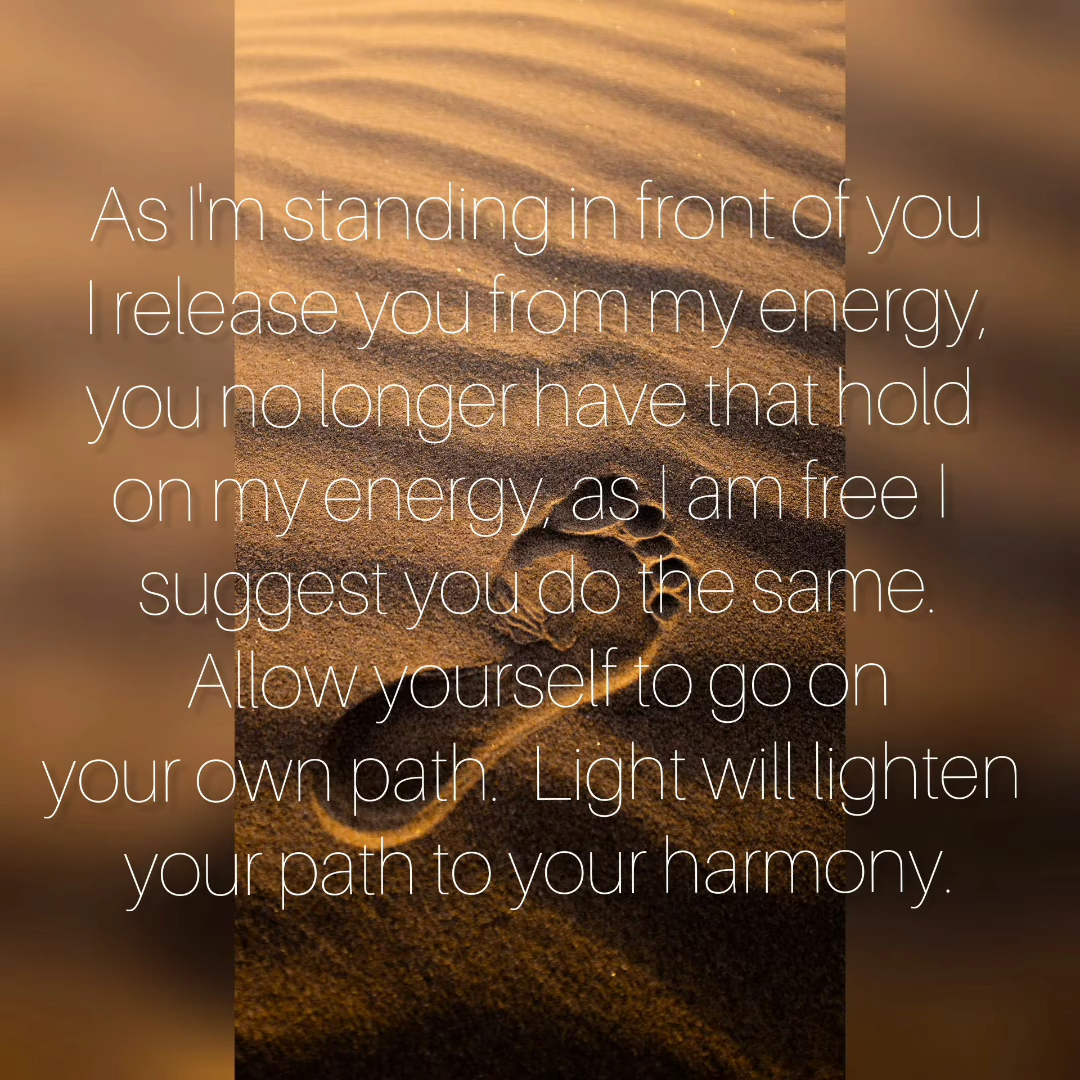 As I'm standing in front of you
I release you from my energy,
you no longer have that hold
on my energy, as I am free I
suggest you do the same.
Allow yourself to go on
your own path.  Light will lighten
your path to your harmony.